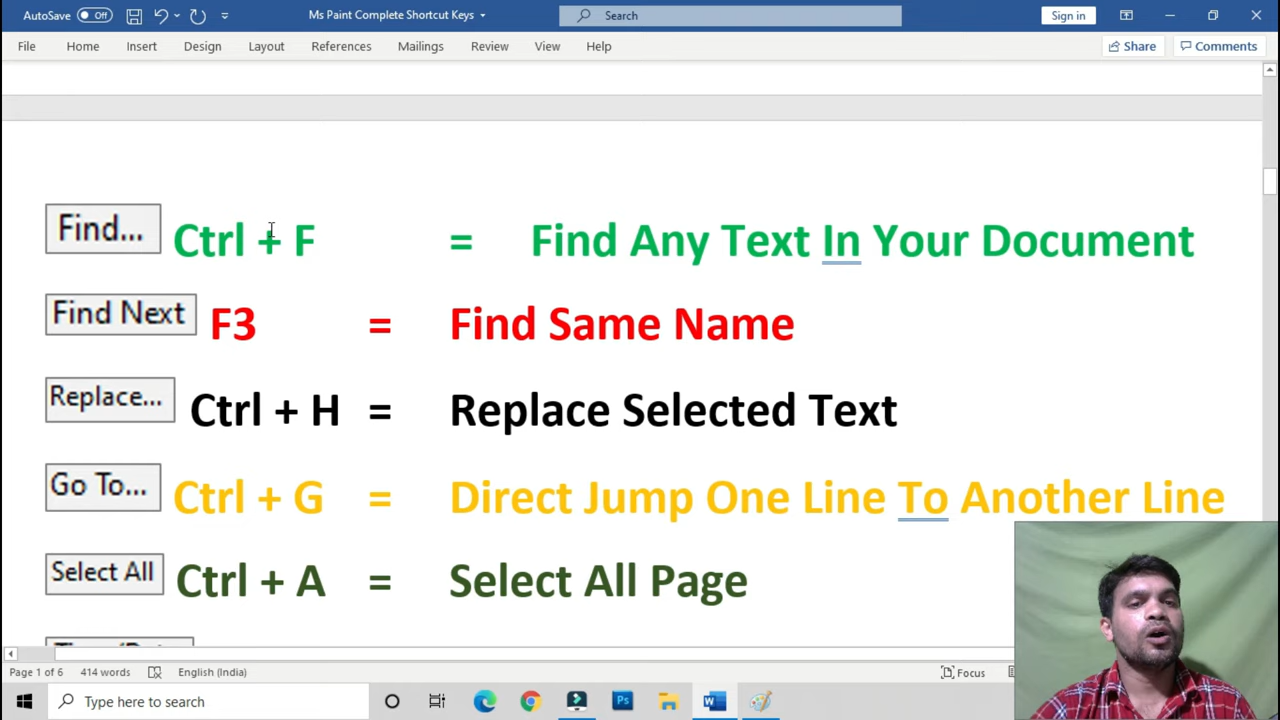 AutoSave Off Ms Paint Complete Shortcut Keys Search Sign in
File Home Insert Design Layout References Mailings Review View Help Share Comments
Find... Ctrl + F = Find Any Text In Your Document
Find Next F3 = Find Same Name
Replace... Ctrl + H = Replace Selected Text
Go To... Ctrl + G = Direct Jump One Line To Another Line
Select All Ctrl + A = Select All Page
Page 1 of 6 414 words English (India) Focus
Type here to search Ps W